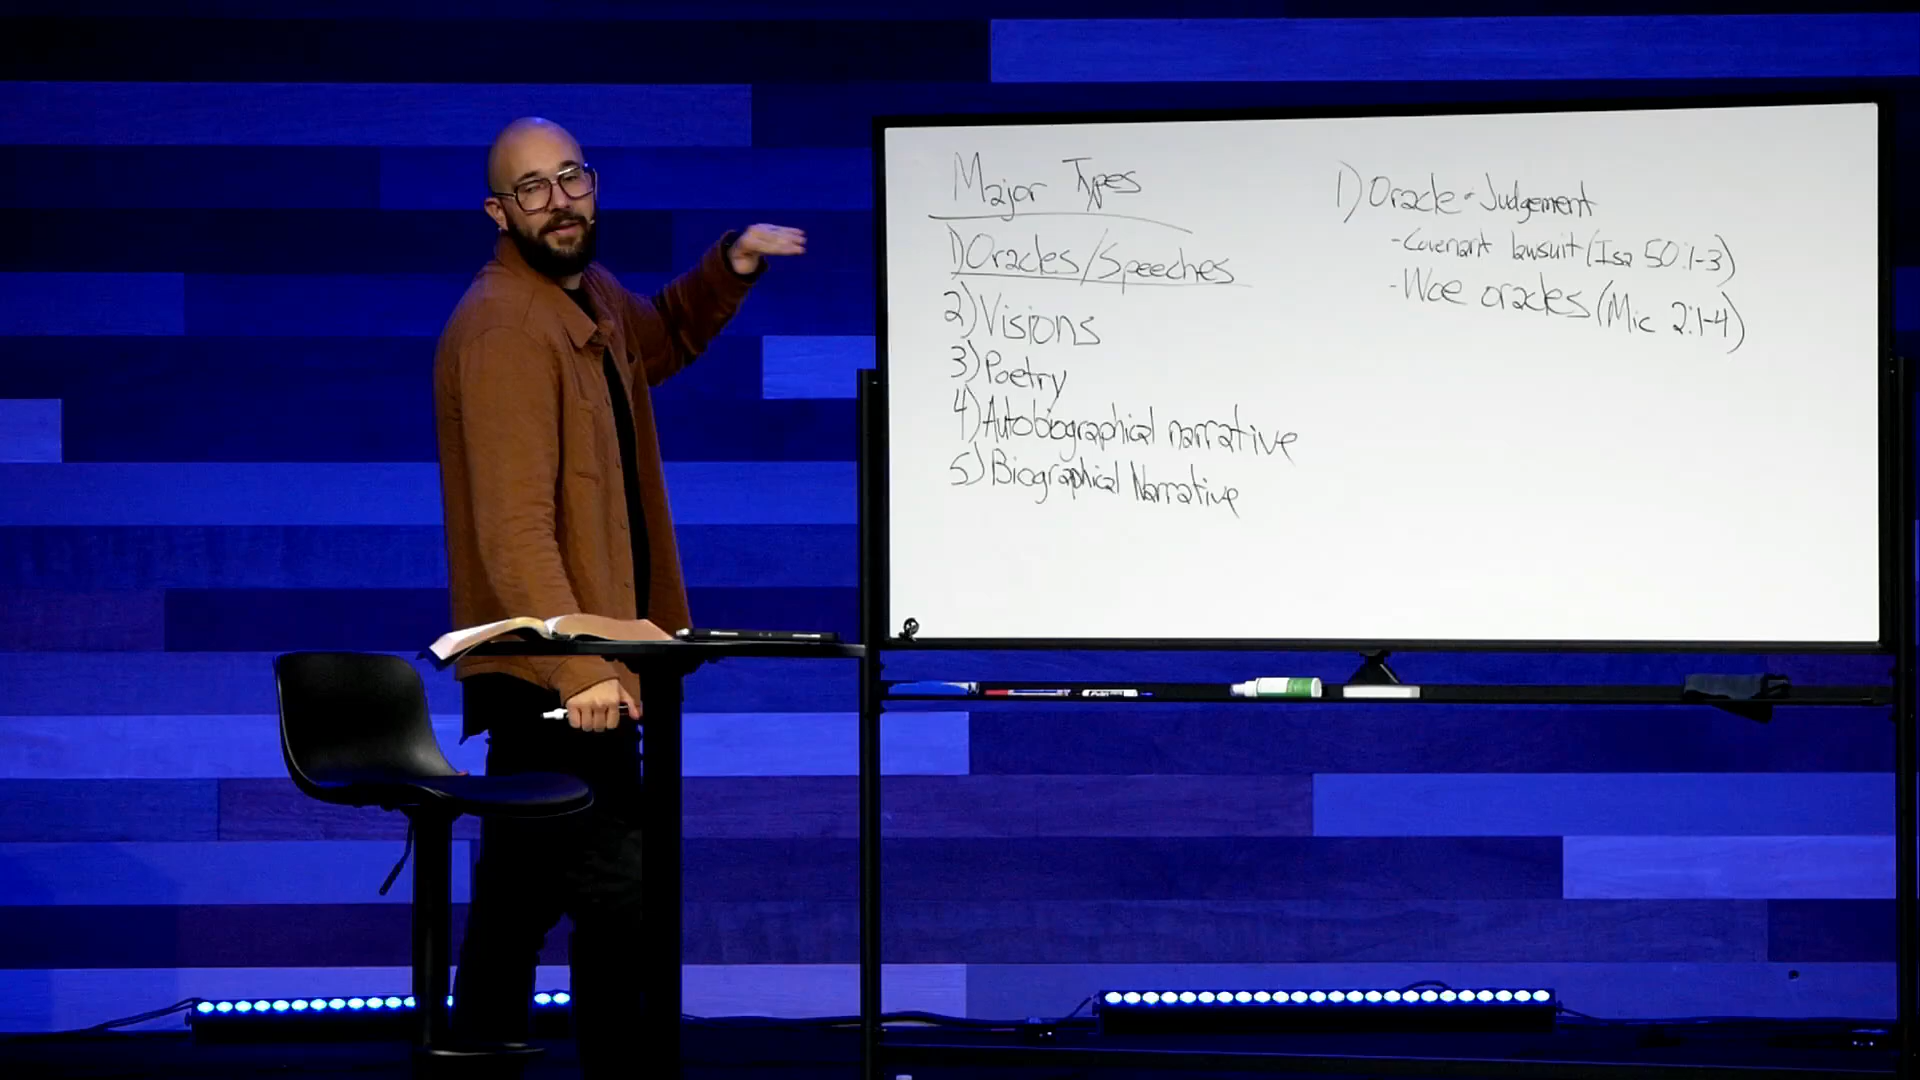 Major Types
1) Oracles/Speeches
2) Visions
3) Poetry
4) Autobiographical narrative
5) Biographical Narrative
1) Oracle - Judgement
- Covenant lawsuit (Isa 50:1-3)
- Woe oracles (Mic 2:1-4)